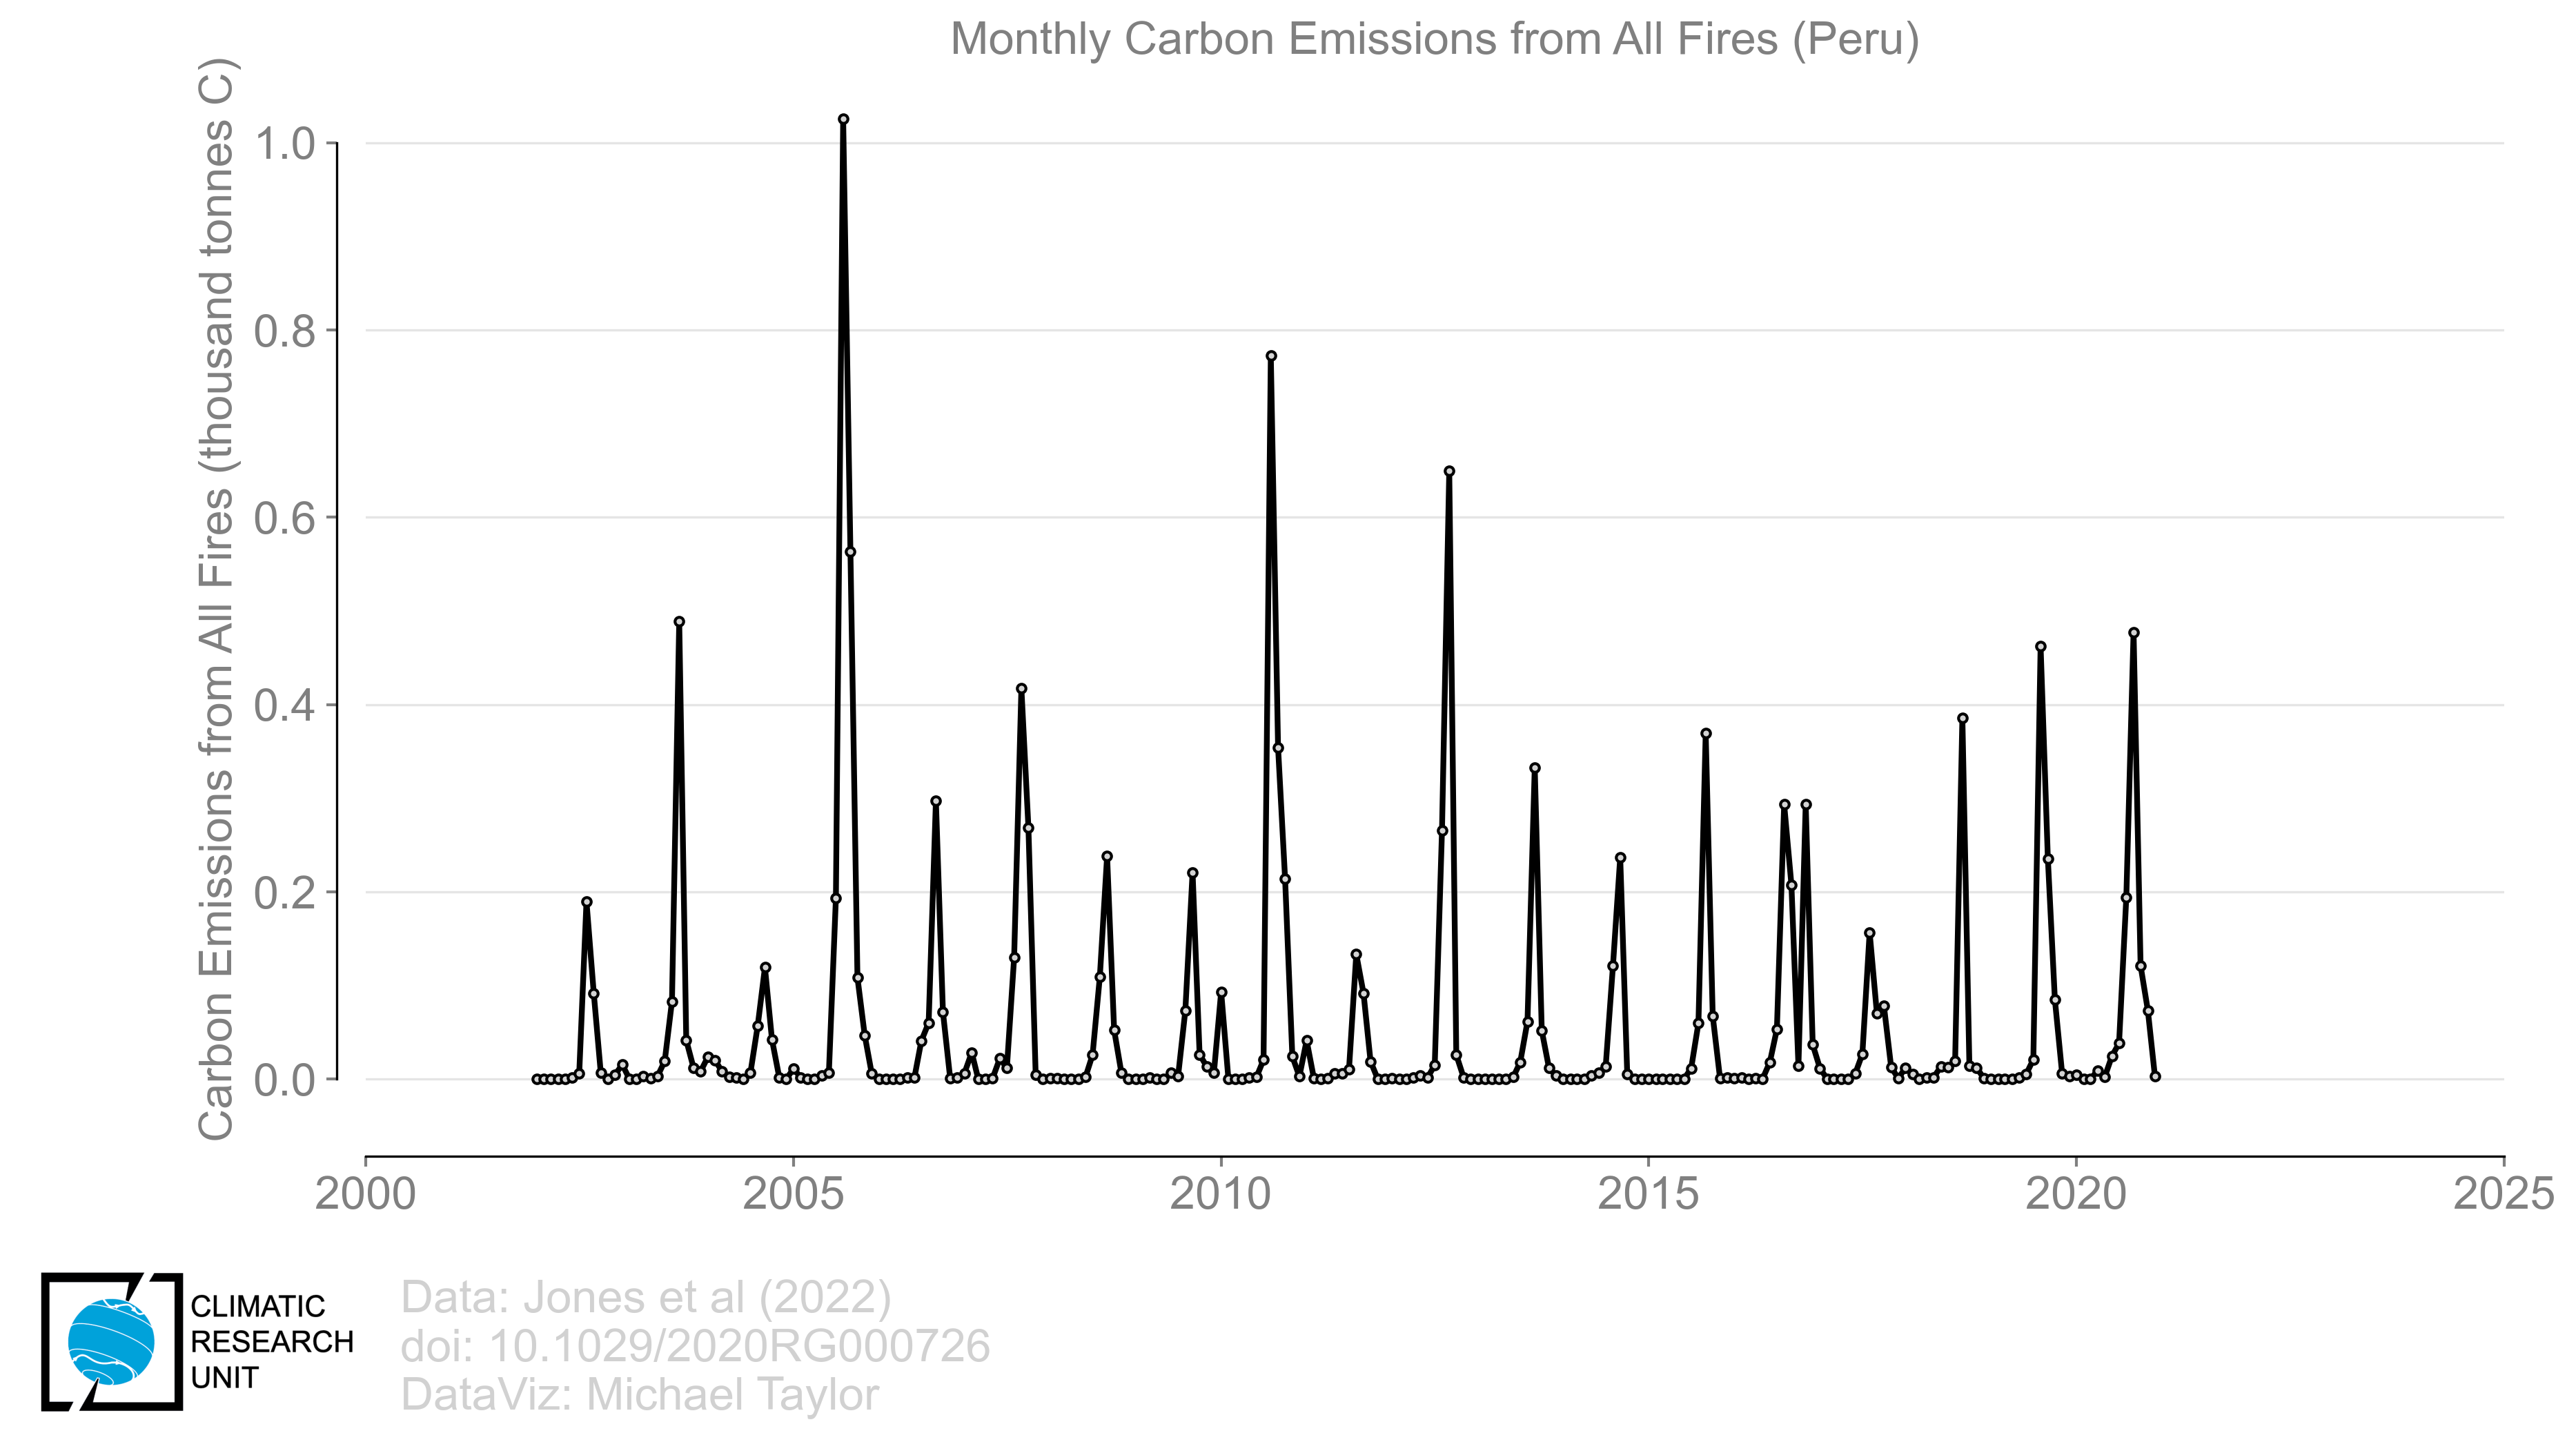 Monthly Carbon Emissions from All Fires (Peru)
Carbon Emissions from All Fires (thousand tonnes C)
1.0
0.8
0.6
0.4
0.2
0.0
2000
2005
2010
2015
2020
2025
CLIMATIC
RESEARCH
UNIT
Data: Jones et al (2022)
doi: 10.1029/2020RG000726
DataViz: Michael Taylor